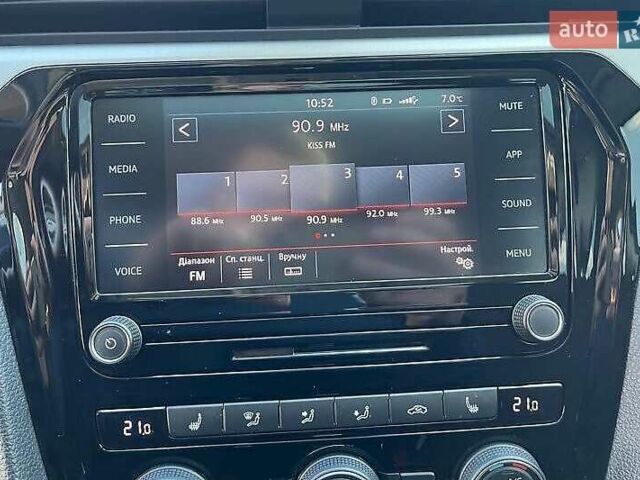 auto
RADIO
MEDIA
PHONE
VOICE
10:52
7.0°C
90.9 MHz
KISS FM
1
2
3
4
5
88.6 MHz
90.5 MHz
90.9 MHz
92.0 MHz
99.3 MHz
Діапазон
FM
Сп. станц.
Вручну
Настрой.
MUTE
APP
SOUND
MENU
21.0
21.0